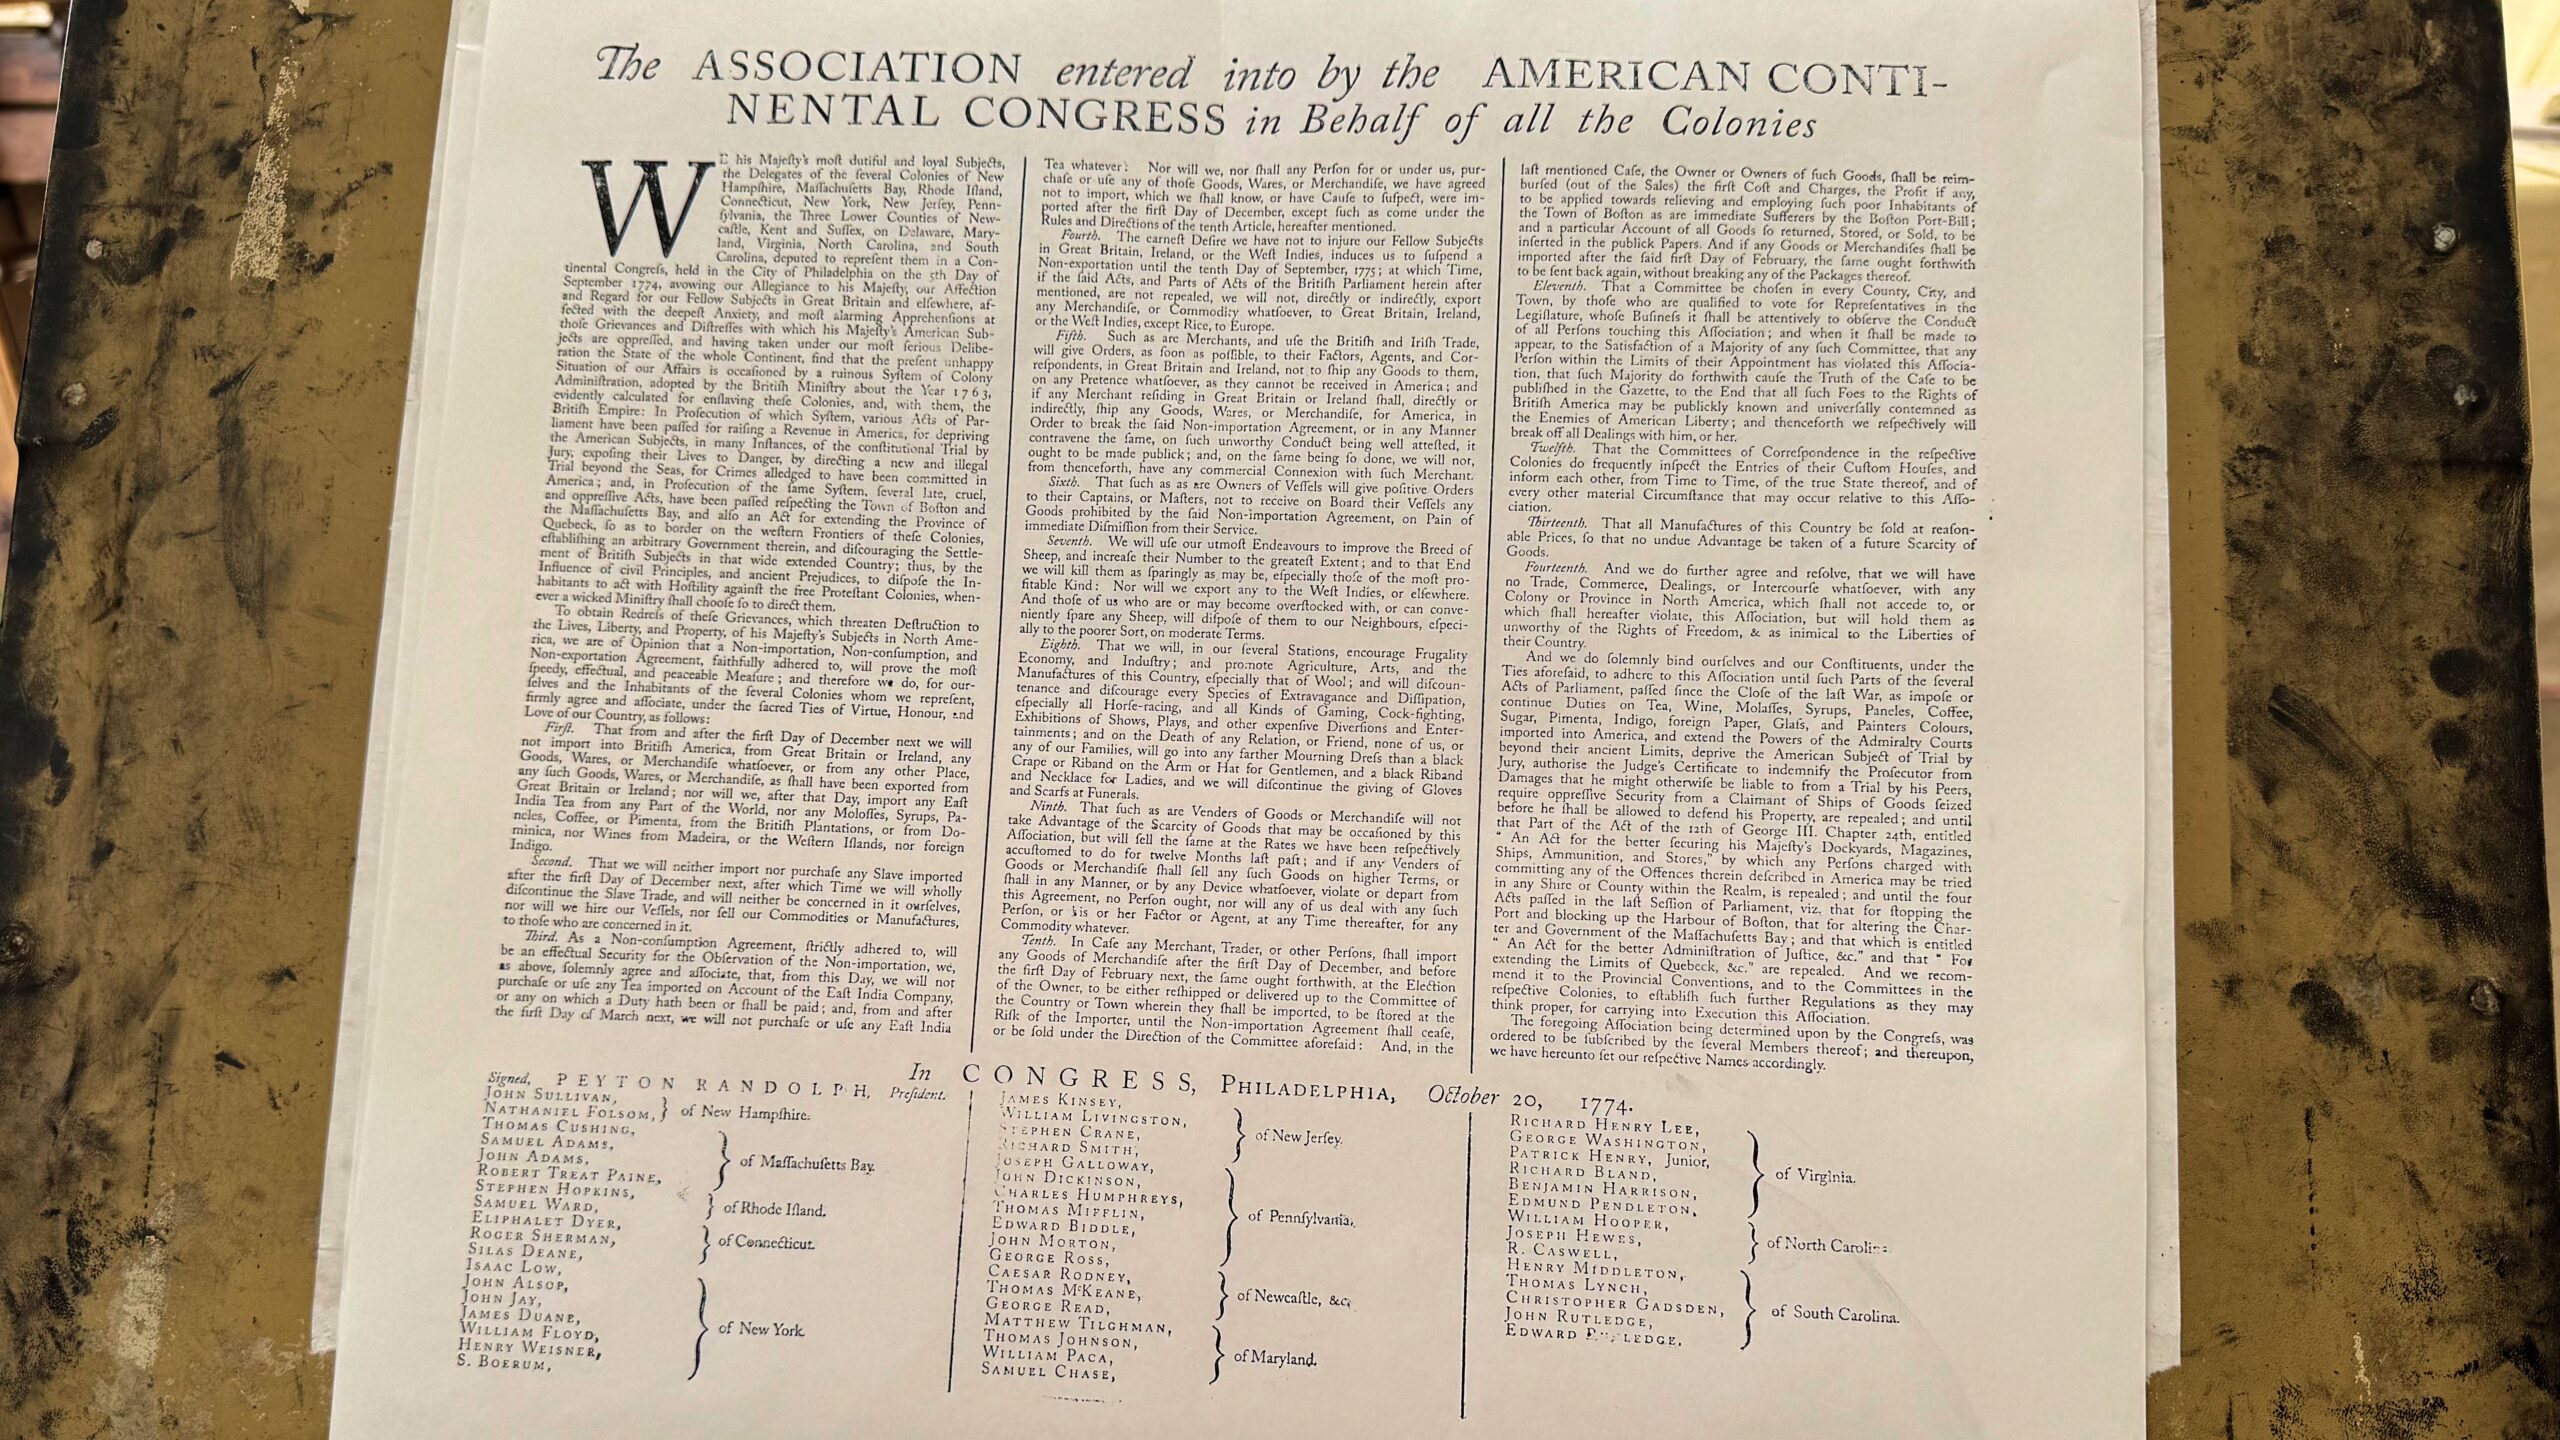 The ASSOCIATION entered into by the AMERICAN CONTI-
NENTAL CONGRESS in Behalf of all the Colonies
WE his Majeſty's moſt dutiful and loyal Subjects,
the Delegates of the ſeveral Colonies of New
Hampſhire, Maſſachuſetts Bay, Rhode Iſland,
Connecticut, New York, New Jerſey, Penn-
ſylvania, the Three Lower Counties of New-
caſtle, Kent and Suſſex, on Delaware, Mary-
land, Virginia, North Carolina, and South
Carolina, deputed to repreſent them in a Con-
tinental Congreſs, held in the City of Philadelphia on the 5th Day of
September 1774, avowing our Allegiance to his Majeſty, our Affection
and Regard for our Fellow Subjects in Great Britain and elſewhere, af-
fected with the deepeſt Anxiety, and moſt alarming Apprehenſions at
thoſe Grievances and Diſtreſſes with which his Majeſty's American Sub-
jects are oppreſſed, and having taken under our moſt ſerious Delibe-
ration the State of the whole Continent, find that the preſent unhappy
Situation of our Affairs is occaſioned by a ruinous Syſtem of Colony
Adminiſtration, adopted by the Britiſh Miniſtry about the Year 1763,
evidently calculated for enſlaving theſe Colonies, and, with them, the
Britiſh Empire: In Proſecution of which Syſtem, various Acts of Par-
liament have been paſſed for raiſing a Revenue in America, for depriving
the American Subjects, in many Inſtances, of the conſtitutional Trial by
Jury, expoſing their Lives to Danger, by directing a new and illegal
Trial beyond the Seas, for Crimes alledged to have been committed in
America; and, in Proſecution of the ſame Syſtem, ſeveral late, cruel,
and oppreſſive Acts, have been paſſed reſpecting the Town of Boſton and
the Maſſachuſetts Bay, and alſo an Act for extending the Province of
Quebeck, ſo as to border on the weſtern Frontiers of theſe Colonies,
eſtabliſhing an arbitrary Government therein, and diſcouraging the Settle-
ment of Britiſh Subjects in that wide extended Country; thus, by the
Influence of civil Principles, and ancient Prejudices, to diſpoſe the In-
habitants to act with Hoſtility againſt the free Proteſtant Colonies, when-
ever a wicked Miniſtry ſhall chooſe ſo to direct them.
To obtain Redreſs of theſe Grievances, which threaten Deſtruction to
the Lives, Liberty, and Property, of his Majeſty's Subjects in North Ame-
rica, we are of Opinion that a Non-importation, Non-conſumption, and
Non-exportation Agreement, faithfully adhered to, will prove the moſt
ſpeedy, effectual, and peaceable Meaſure; and therefore we do, for our-
ſelves and the Inhabitants of the ſeveral Colonies whom we repreſent,
firmly agree and aſſociate, under the ſacred Ties of Virtue, Honour, and
Love of our Country, as follows:
Firſt. That from and after the firſt Day of December next we will
not import into Britiſh America, from Great Britain or Ireland, any
Goods, Wares, or Merchandiſe whatſoever, or from any other Place,
any ſuch Goods, Wares, or Merchandiſe, as ſhall have been exported from
Great Britain or Ireland; nor will we, after that Day, import any Eaſt
India Tea from any Part of the World, nor any Moloſſes, Syrups, Pa-
neles, Coffee, or Pimenta, from the Britiſh Plantations, or from Do-
minica, nor Wines from Madeira, or the Weſtern Iſlands, nor foreign
Indigo.
Second. That we will neither import nor purchaſe any Slave imported
after the firſt Day of December next, after which Time we will wholly
diſcontinue the Slave Trade, and will neither be concerned in it ourſelves,
nor will we hire our Veſſels, nor ſell our Commodities or Manufactures,
to thoſe who are concerned in it.
Third. As a Non-conſumption Agreement, ſtrictly adhered to, will
be an effectual Security for the Obſervation of the Non-importation, we,
as above, ſolemnly agree and aſſociate, that, from this Day, we will not
purchaſe or uſe any Tea imported on Account of the Eaſt India Company,
or any on which a Duty hath been or ſhall be paid; and, from and after
the firſt Day of March next, we will not purchaſe or uſe any Eaſt India
Tea whatever: Nor will we, nor ſhall any Perſon for or under us, pur-
chaſe or uſe any of thoſe Goods, Wares, or Merchandiſe, we have agreed
not to import, which we ſhall know, or have Cauſe to ſuſpect, were im-
ported after the firſt Day of December, except ſuch as come under the
Rules and Directions of the tenth Article, hereafter mentioned.
Fourth. The earneſt Deſire we have not to injure our Fellow Subjects
in Great Britain, Ireland, or the Weſt Indies, induces us to ſuſpend a
Non-exportation until the tenth Day of September, 1775; at which Time,
if the ſaid Acts, and Parts of Acts of the Britiſh Parliament herein after
mentioned, are not repealed, we will not, directly or indirectly, export
any Merchandiſe, or Commodity whatſoever, to Great Britain, Ireland,
or the Weſt Indies, except Rice, to Europe.
Fifth. Such as are Merchants, and uſe the Britiſh and Iriſh Trade,
will give Orders, as ſoon as poſſible, to their Factors, Agents, and Cor-
reſpondents, in Great Britain and Ireland, not to ſhip any Goods to them,
on any Pretence whatſoever, as they cannot be received in America; and
if any Merchant reſiding in Great Britain or Ireland ſhall, directly or
indirectly, ſhip any Goods, Wares, or Merchandiſe, for America, in
Order to break the ſaid Non-importation Agreement, or in any Manner
contravene the ſame, on ſuch unworthy Conduct being well atteſted, it
ought to be made publick; and, on the ſame being ſo done, we will not,
from thenceforth, have any commercial Connexion with ſuch Merchant.
Sixth. That ſuch as as are Owners of Veſſels will give poſitive Orders
to their Captains, or Maſters, not to receive on Board their Veſſels any
Goods prohibited by the ſaid Non-importation Agreement, on Pain of
immediate Diſmiſſion from their Service.
Seventh. We will uſe our utmoſt Endeavours to improve the Breed of
Sheep, and increaſe their Number to the greateſt Extent; and to that End
we will kill them as ſparingly as may be, eſpecially thoſe of the moſt pro-
fitable Kind: Nor will we export any to the Weſt Indies, or elſewhere.
And thoſe of us who are or may become overſtocked with, or can conve-
niently ſpare any Sheep, will diſpoſe of them to our Neighbours, eſpeci-
ally to the poorer Sort, on moderate Terms.
Eighth. That we will, in our ſeveral Stations, encourage Frugality
Economy, and Induſtry; and promote Agriculture, Arts, and the
Manufactures of this Country, eſpecially that of Wool; and will diſcoun-
tenance and diſcourage every Species of Extravagance and Diſſipation,
eſpecially all Horſe-racing, and all Kinds of Gaming, Cock-fighting,
Exhibitions of Shows, Plays, and other expenſive Diverſions and Enter-
tainments; and on the Death of any Relation, or Friend, none of us, or
any of our Families, will go into any farther Mourning Dreſs than a black
Crape or Riband on the Arm or Hat for Gentlemen, and a black Riband
and Necklace for Ladies, and we will diſcontinue the giving of Gloves
and Scarfs at Funerals.
Ninth. That ſuch as are Venders of Goods or Merchandiſe will not
take Advantage of the Scarcity of Goods that may be occaſioned by this
Aſſociation, but will ſell the ſame at the Rates we have been reſpectively
accuſtomed to do for twelve Months laſt paſt; and if any Venders of
Goods or Merchandiſe ſhall ſell any ſuch Goods on higher Terms, or
ſhall in any Manner, or by any Device whatſoever, violate or depart from
this Agreement, no Perſon ought, nor will any of us deal with any ſuch
Perſon, or his or her Factor or Agent, at any Time thereafter, for any
Commodity whatever.
Tenth. In Caſe any Merchant, Trader, or other Perſons, ſhall import
any Goods of Merchandiſe after the firſt Day of December, and before
the firſt Day of February next, the ſame ought forthwith, at the Election
of the Owner, to be either reſhipped or delivered up to the Committee of
the Country or Town wherein they ſhall be imported, to be ſtored at the
Riſk of the Importer, until the Non-importation Agreement ſhall ceaſe,
or be ſold under the Direction of the Committee aforeſaid: And, in the
laſt mentioned Caſe, the Owner or Owners of ſuch Goods, ſhall be reim-
burſed (out of the Sales) the firſt Coſt and Charges, the Profit if any,
to be applied towards relieving and employing ſuch poor Inhabitants of
the Town of Boſton as are immediate Sufferers by the Boſton Port-Bill;
and a particular Account of all Goods ſo returned, Stored, or Sold, to be
inſerted in the publick Papers. And if any Goods or Merchandiſes ſhall be
imported after the ſaid firſt Day of February, the ſame ought forthwith
to be ſent back again, without breaking any of the Packages thereof.
Eleventh. That a Committee be choſen in every County, City, and
Town, by thoſe who are qualified to vote for Repreſentatives in the
Legiſlature, whoſe Buſineſs it ſhall be attentively to obſerve the Conduct
of all Perſons touching this Aſſociation; and when it ſhall be made to
appear, to the Satisfaction of a Majority of any ſuch Committee, that any
Perſon within the Limits of their Appointment has violated this Aſſocia-
tion, that ſuch Majority do forthwith cauſe the Truth of the Caſe to be
publiſhed in the Gazette, to the End that all ſuch Foes to the Rights of
Britiſh America may be publickly known and univerſally contemned as
the Enemies of American Liberty; and thenceforth we reſpectively will
break off all Dealings with him, or her.
Twelfth. That the Committees of Correſpondence in the reſpective
Colonies do frequently inſpect the Entries of their Cuſtom Houſes, and
inform each other, from Time to Time, of the true State thereof, and of
every other material Circumſtance that may occur relative to this Aſſo-
ciation.
Thirteenth. That all Manufactures of this Country be ſold at reaſon-
able Prices, ſo that no undue Advantage be taken of a future Scarcity of
Goods.
Fourteenth. And we do further agree and reſolve, that we will have
no Trade, Commerce, Dealings, or Intercourſe whatſoever, with any
Colony or Province in North America, which ſhall not accede to, or
which ſhall hereafter violate, this Aſſociation, but will hold them as
unworthy of the Rights of Freedom, & as inimical to the Liberties of
their Country.
And we do ſolemnly bind ourſelves and our Conſtituents, under the
Ties aforeſaid, to adhere to this Aſſociation until ſuch Parts of the ſeveral
Acts of Parliament, paſſed ſince the Cloſe of the laſt War, as impoſe or
continue Duties on Tea, Wine, Molaſſes, Syrups, Paneles, Coffee,
Sugar, Pimenta, Indigo, foreign Paper, Glaſs, and Painters Colours,
imported into America, and extend the Powers of the Admiralty Courts
beyond their ancient Limits, deprive the American Subject of Trial by
Jury, authoriſe the Judge's Certificate to indemnify the Proſecutor from
Damages that he might otherwiſe be liable to from a Trial by his Peers,
require oppreſſive Security from a Claimant of Ships of Goods ſeized
before he ſhall be allowed to defend his Property, are repealed; and until
that Part of the Act of the 12th of George III. Chapter 24th, entitled
“ An Act for the better ſecuring his Majeſty's Dockyards, Magazines,
Ships, Ammunition, and Stores,” by which any Perſons charged with
committing any of the Offences therein deſcribed in America may be tried
in any Shire or County within the Realm, is repealed; and until the four
Acts paſſed in the laſt Seſſion of Parliament, viz. that for ſtopping the
Port and blocking up the Harbour of Boſton, that for altering the Char-
ter and Government of the Maſſachuſetts Bay; and that which is entitled
“ An Act for the better Adminiſtration of Juſtice, &c.” and that “ For
extending the Limits of Quebeck, &c.” are repealed. And we recom-
mend it to the Provincial Conventions, and to the Committees in the
reſpective Colonies, to eſtabliſh ſuch further Regulations as they may
think proper, for carrying into Execution this Aſſociation.
The foregoing Aſſociation being determined upon by the Congreſs, was
ordered to be ſubſcribed by the ſeveral Members thereof; and thereupon,
we have hereunto ſet our reſpective Names accordingly.
In CONGRESS, PHILADELPHIA, October 20, 1774.
Signed, PEYTON RANDOLPH, Preſident.
JOHN SULLIVAN,
NATHANIEL FOLSOM, } of New Hampſhire.
THOMAS CUSHING,
SAMUEL ADAMS,
JOHN ADAMS,
ROBERT TREAT PAINE, } of Maſſachuſetts Bay.
STEPHEN HOPKINS,
SAMUEL WARD, } of Rhode Iſland.
ELIPHALET DYER,
ROGER SHERMAN,
SILAS DEANE, } of Connecticut.
ISAAC LOW,
JOHN ALSOP,
JOHN JAY,
JAMES DUANE,
WILLIAM FLOYD,
HENRY WEISNER,
S. BOERUM, } of New York.
JAMES KINSEY,
WILLIAM LIVINGSTON,
STEPHEN CRANE,
RICHARD SMITH, } of New Jerſey.
JOSEPH GALLOWAY,
JOHN DICKINSON,
CHARLES HUMPHREYS,
THOMAS MIFFLIN,
EDWARD BIDDLE,
JOHN MORTON,
GEORGE ROSS, } of Pennſylvania.
CAESAR RODNEY,
THOMAS McKEANE,
GEORGE READ, } of Newcaſtle, &c.
MATTHEW TILGHMAN,
THOMAS JOHNSON,
WILLIAM PACA,
SAMUEL CHASE, } of Maryland.
RICHARD HENRY LEE,
GEORGE WASHINGTON,
PATRICK HENRY, Junior,
RICHARD BLAND,
BENJAMIN HARRISON,
EDMUND PENDLETON, } of Virginia.
WILLIAM HOOPER,
JOSEPH HEWES,
R. CASWELL, } of North Carolina.
HENRY MIDDLETON,
THOMAS LYNCH,
CHRISTOPHER GADSDEN,
JOHN RUTLEDGE,
EDWARD RUTLEDGE, } of South Carolina.